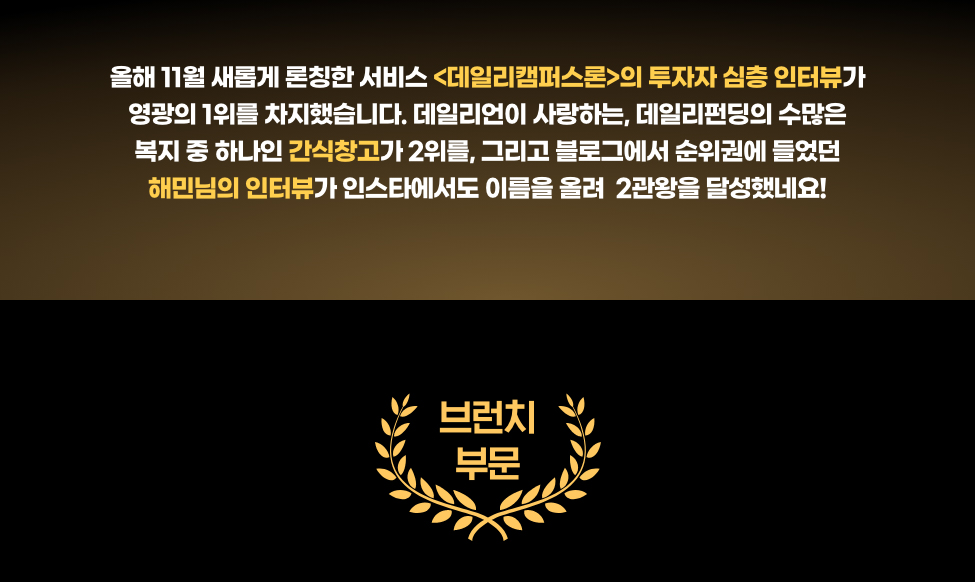 올해 11월 새롭게 론칭한 서비스 <데일리캠퍼스론>의 투자자 심층 인터뷰가
영광의 1위를 차지했습니다. 데일리언이 사랑하는, 데일리펀딩의 수많은
복지 중 하나인 간식창고가 2위를, 그리고 블로그에서 순위권에 들었던
해민님의 인터뷰가 인스타에서도 이름을 올려  2관왕을 달성했네요!
브런치
부문